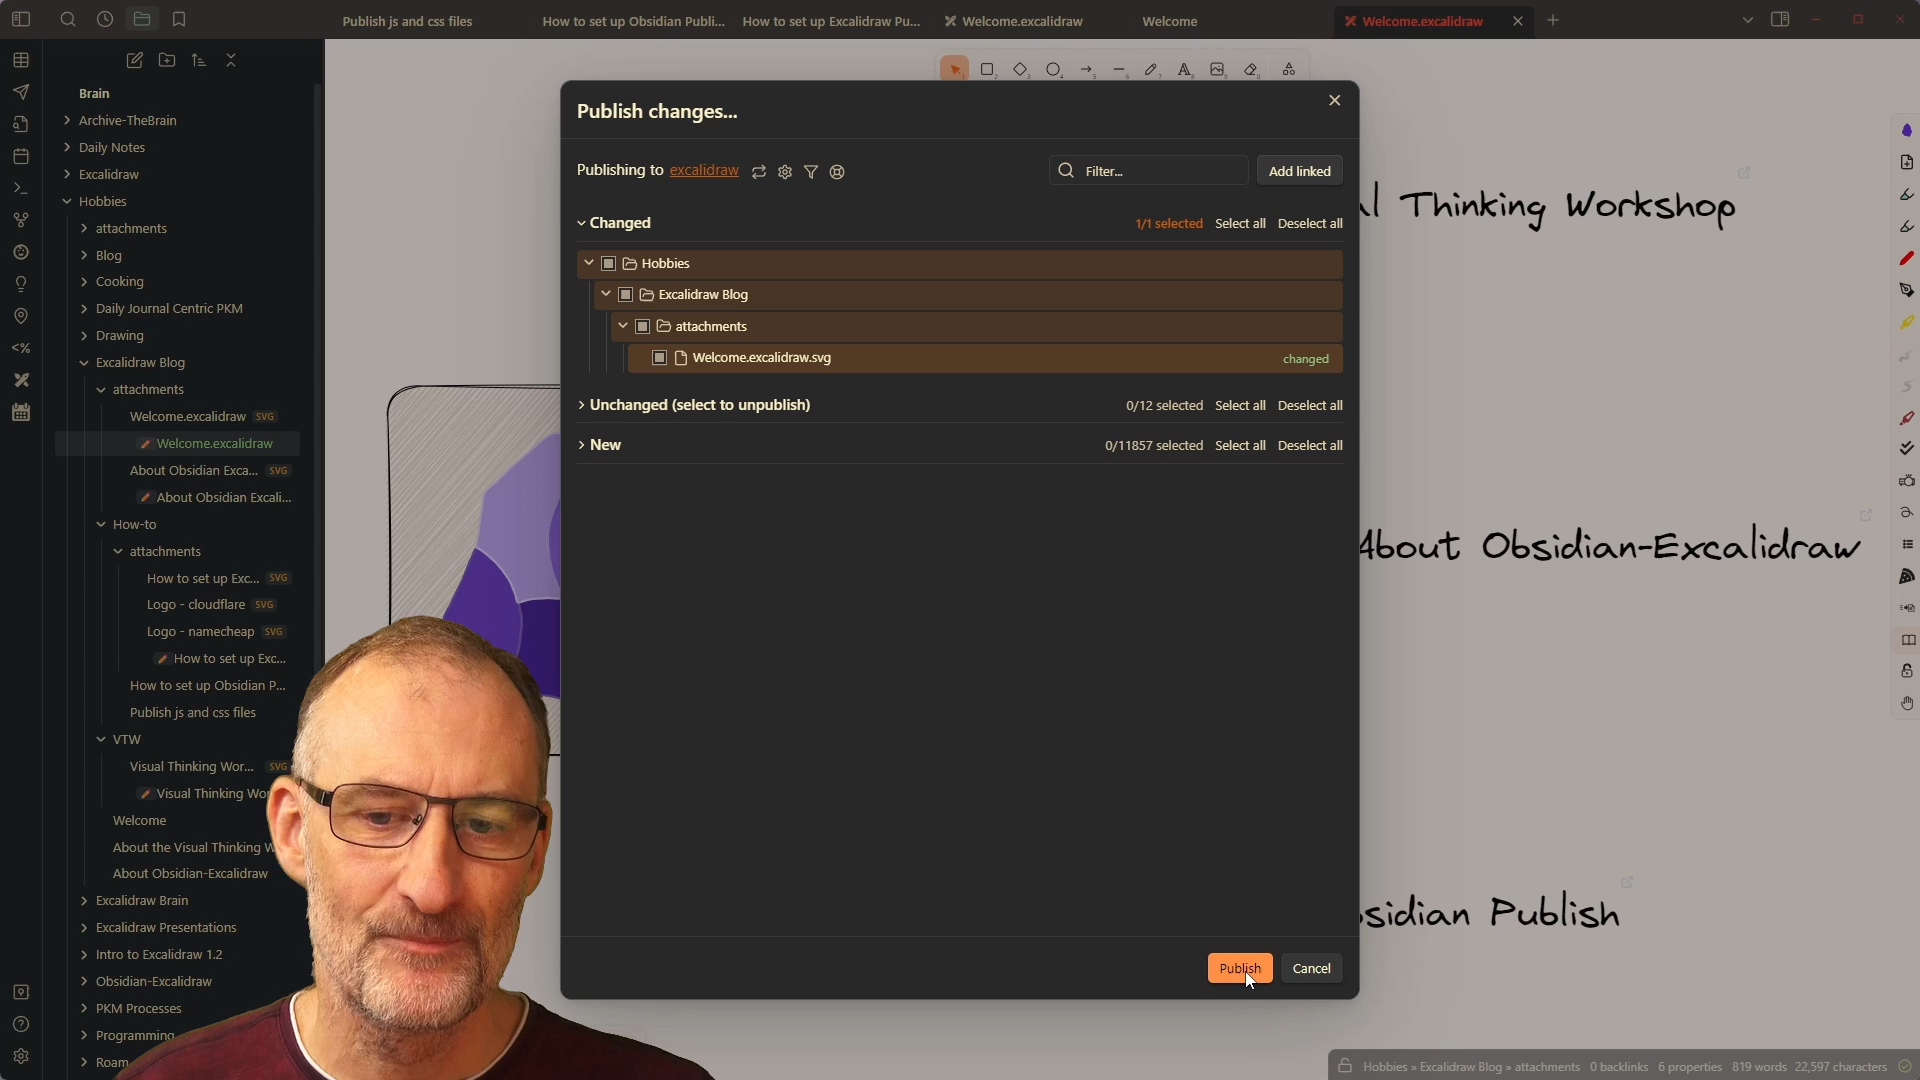 Publish js and css files
How to set up Obsidian Publi...
How to set up Excalidraw Pu...
Welcome.excalidraw
Welcome
Welcome.excalidraw
Brain
Archive-TheBrain
Daily Notes
Excalidraw
Hobbies
attachments
Blog
Cooking
Daily Journal Centric PKM
Drawing
Excalidraw Blog
attachments
Welcome.excalidraw SVG
Welcome.excalidraw
About Obsidian Exca... SVG
About Obsidian Excali...
How-to
attachments
How to set up Exc... SVG
Logo - cloudflare SVG
Logo - namecheap SVG
How to set up Exc...
How to set up Obsidian P...
Publish js and css files
VTW
Visual Thinking Wor... SVG
Visual Thinking Wor
Welcome
About the Visual Thinking W
About Obsidian-Excalidraw
Excalidraw Brain
Excalidraw Presentations
Intro to Excalidraw 1.2
Obsidian-Excalidraw
PKM Processes
Programming
Roam
Publish changes...
Publishing to excalidraw
Filter...
Add linked
Changed
1/1 selected Select all Deselect all
Hobbies
Excalidraw Blog
attachments
Welcome.excalidraw.svg changed
Unchanged (select to unpublish)
0/12 selected Select all Deselect all
New
0/11857 selected Select all Deselect all
Publish Cancel
al Thinking Workshop
About Obsidian-Excalidraw
sidian Publish
Hobbies » Excalidraw Blog » attachments 0 backlinks 6 properties 819 words 22,597 characters